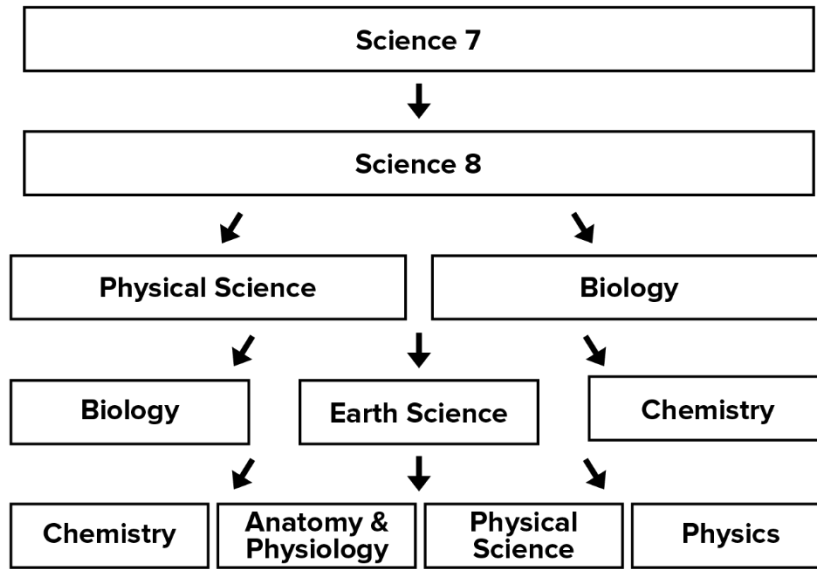 Science 7
Science 8
Physical Science
Biology
Biology
Earth Science
Chemistry
Chemistry
Anatomy &
Physiology
Physical
Science
Physics